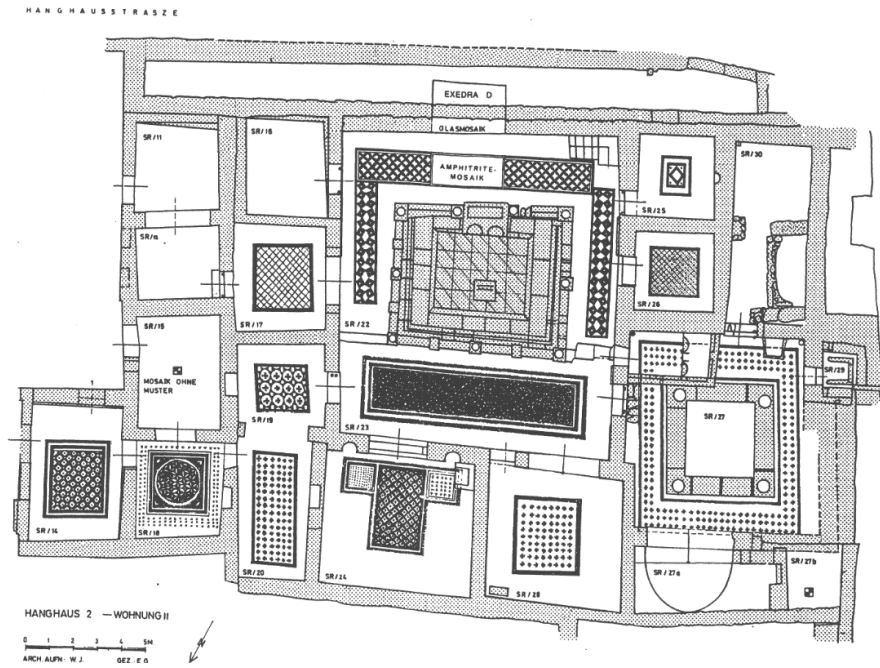 HANGHAUSSTRASZE
EXEDRA D
GLASMOSAIK
SR/11
SR/16
SR/30
AMPHITRITE-
MOSAIK
SR/25
SR/a
SR/26
SR/15
SR/17
SR/22
SR/29
MOSAIK OHNE
MUSTER
SR/19
SR/27
SR/23
SR/14
SR/18
SR/20
SR/24
SR/28
SR/27a
SR/27b
HANGHAUS 2 — WOHNUNG II
0 1 2 3 4 5M
N
ARCH. AUFN. W. J. GEZ. E.G.